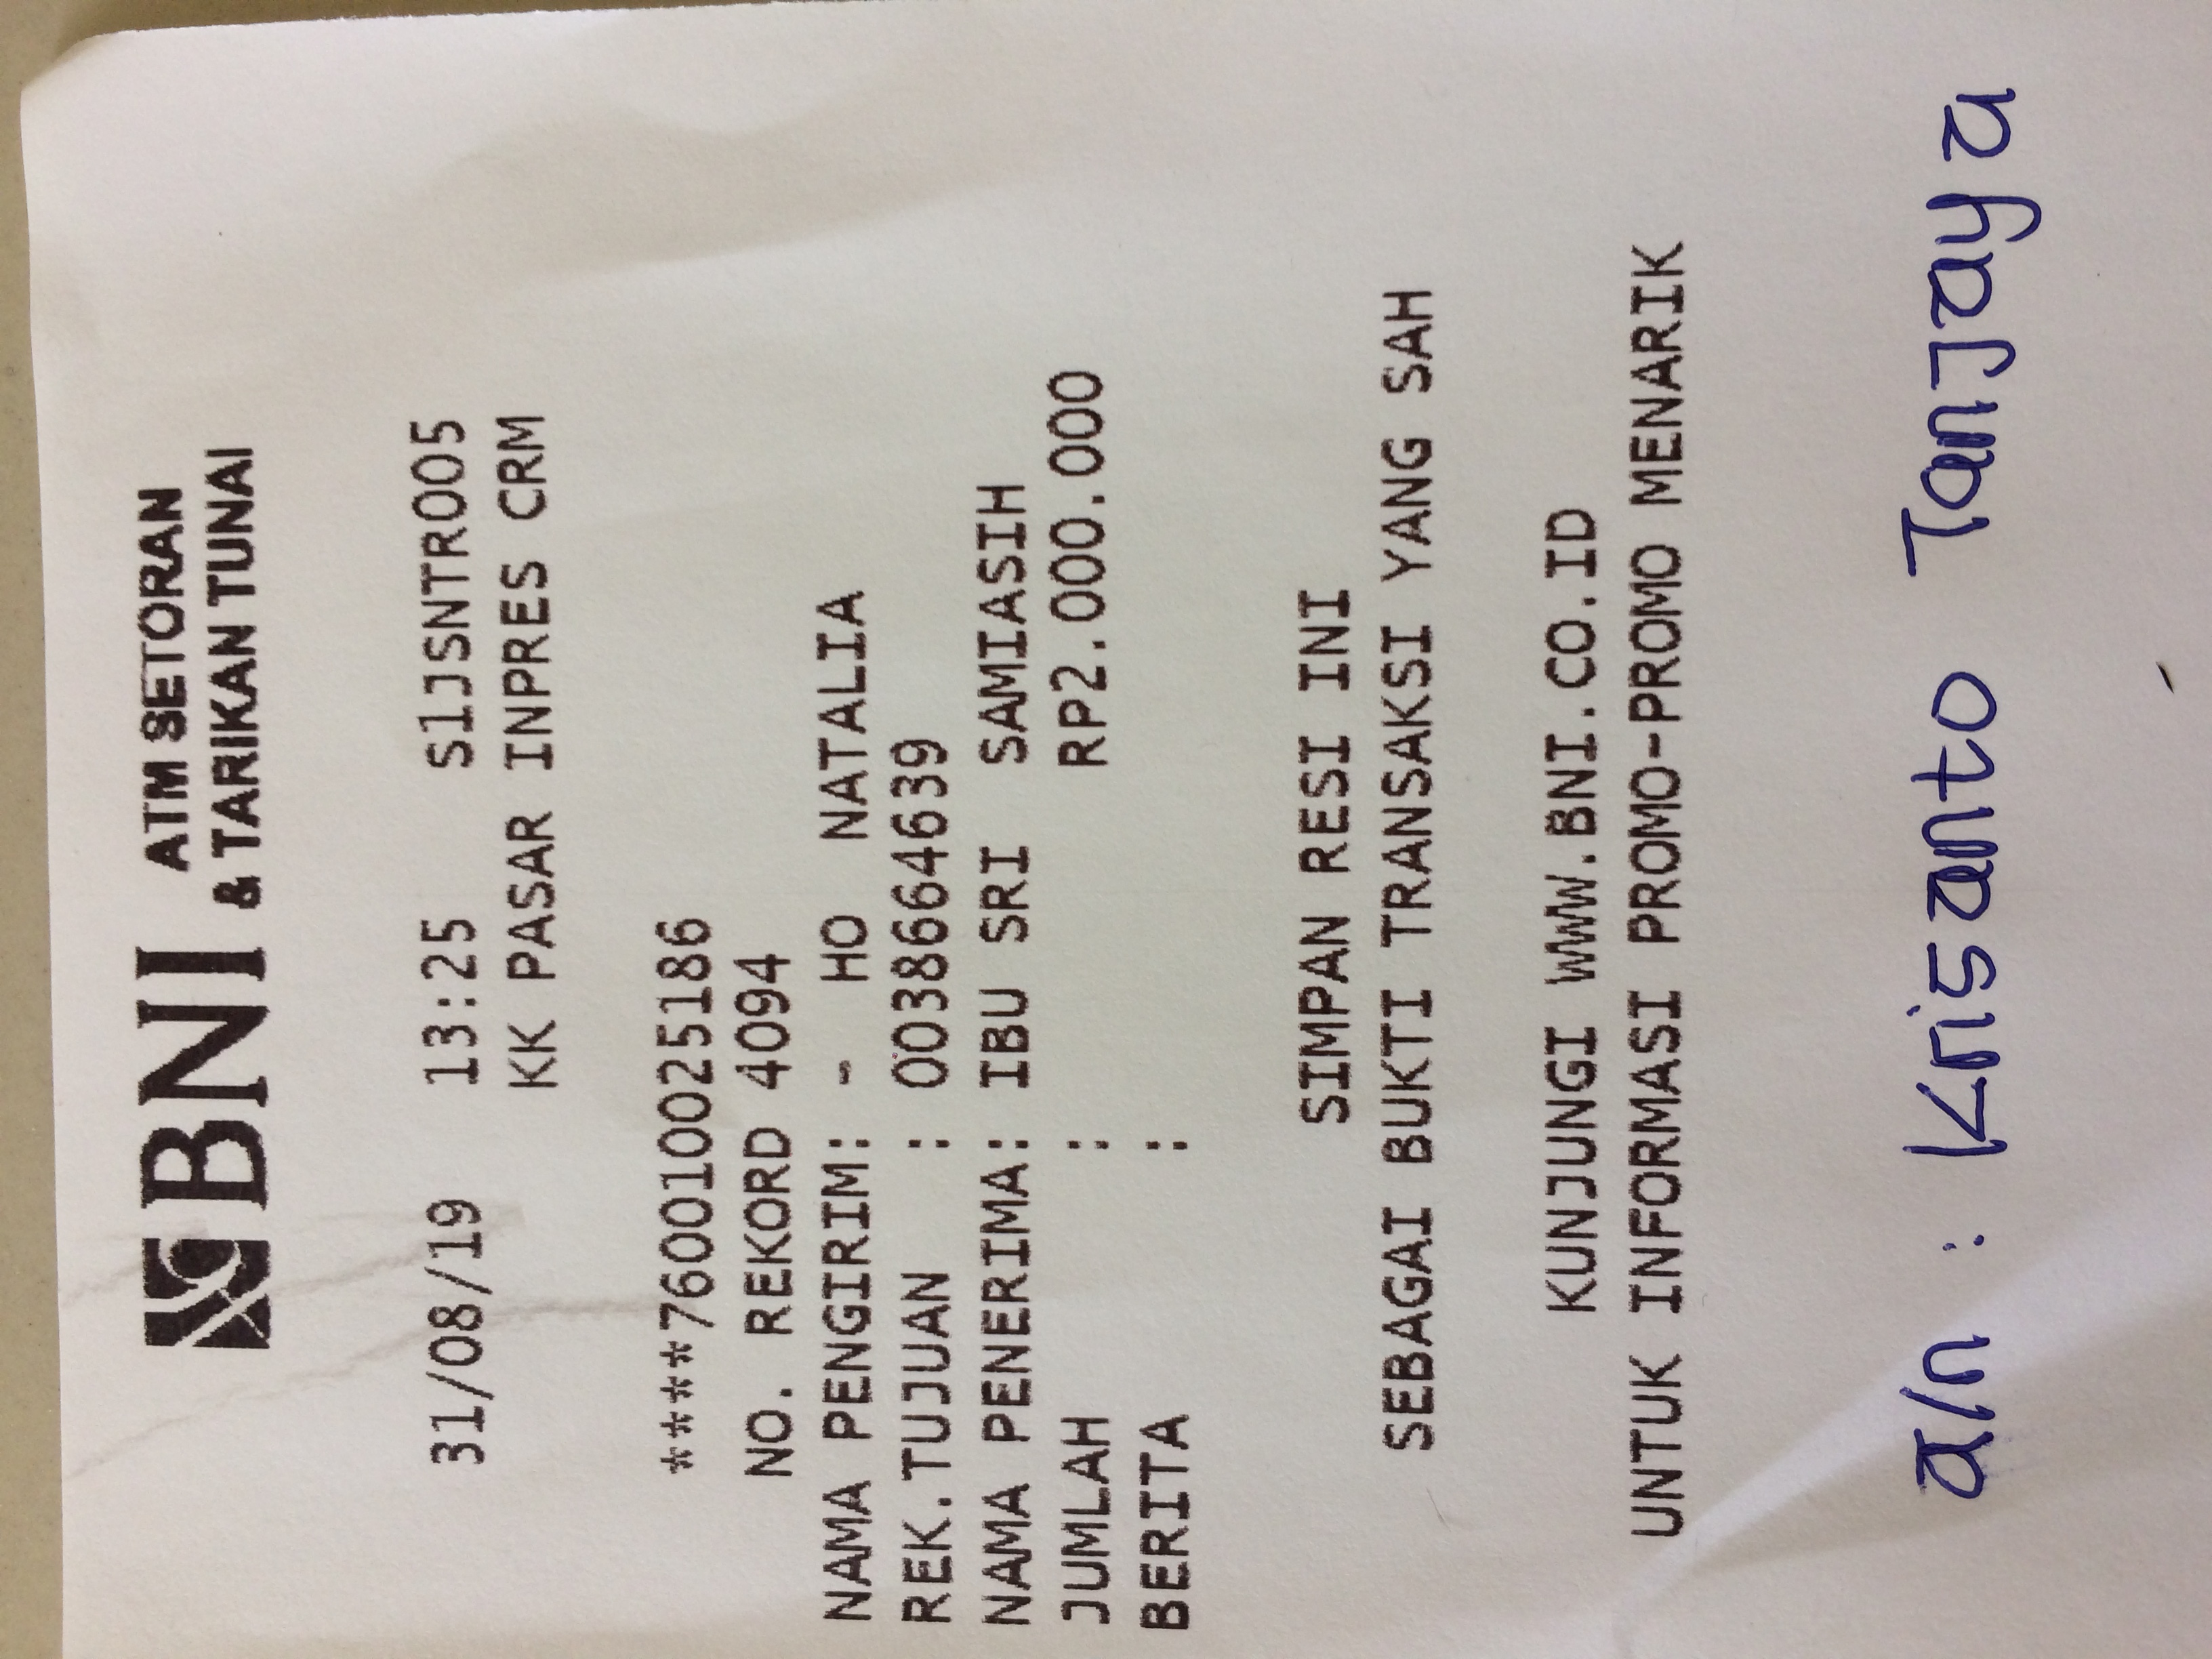 BNI ATM SETORAN
& TARIKAN TUNAI
31/08/19 13:25 S1JSNTR005
KK PASAR INPRES CRM
****760010025186
NO. REKORD 4094
NAMA PENGIRIM: - HO NATALIA
REK.TUJUAN : 0038664639
NAMA PENERIMA: IBU SRI SAMIASIH
JUMLAH : RP2.000.000
BERITA :
SIMPAN RESI INI
SEBAGAI BUKTI TRANSAKSI YANG SAH
KUNJUNGI WWW.BNI.CO.ID
UNTUK INFORMASI PROMO-PROMO MENARIK
a/n : Krisanto Tanjaya